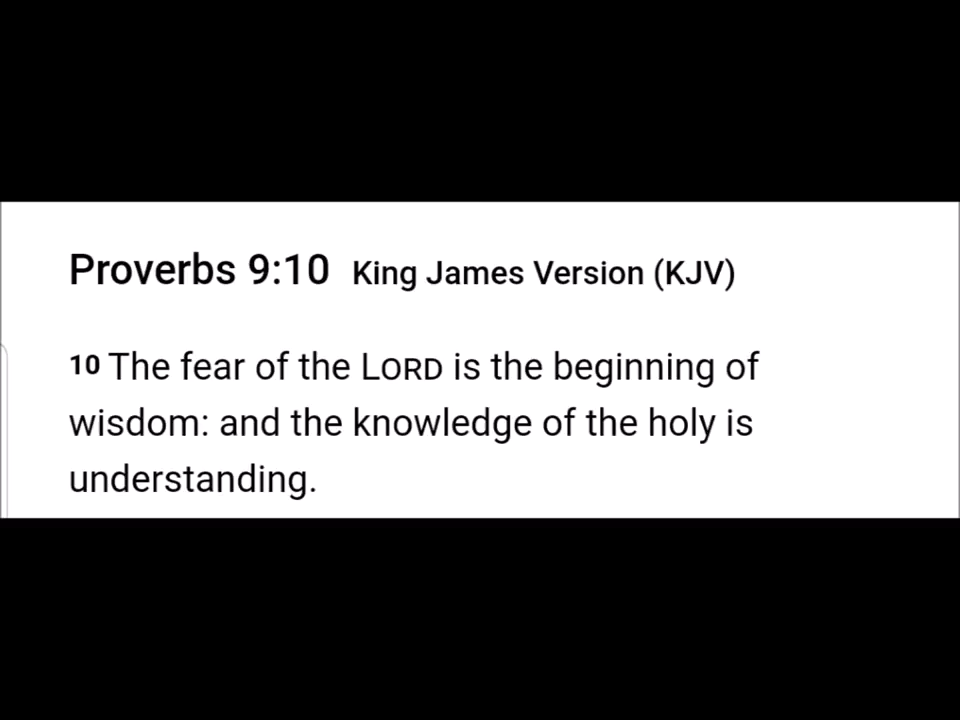 Proverbs 9:10 King James Version (KJV)
10 The fear of the LORD is the beginning of
wisdom: and the knowledge of the holy is
understanding.